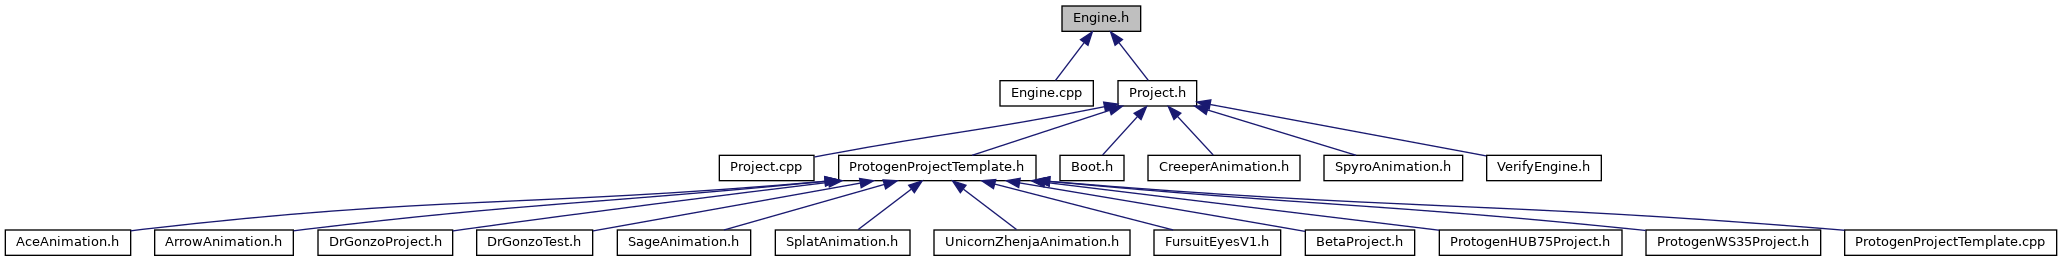 Engine.h
Engine.cpp
Project.h
Project.cpp
ProtogenProjectTemplate.h
Boot.h
CreeperAnimation.h
SpyroAnimation.h
VerifyEngine.h
AceAnimation.h
ArrowAnimation.h
DrGonzoProject.h
DrGonzoTest.h
SageAnimation.h
SplatAnimation.h
UnicornZhenjaAnimation.h
FursuitEyesV1.h
BetaProject.h
ProtogenHUB75Project.h
ProtogenWS35Project.h
ProtogenProjectTemplate.cpp